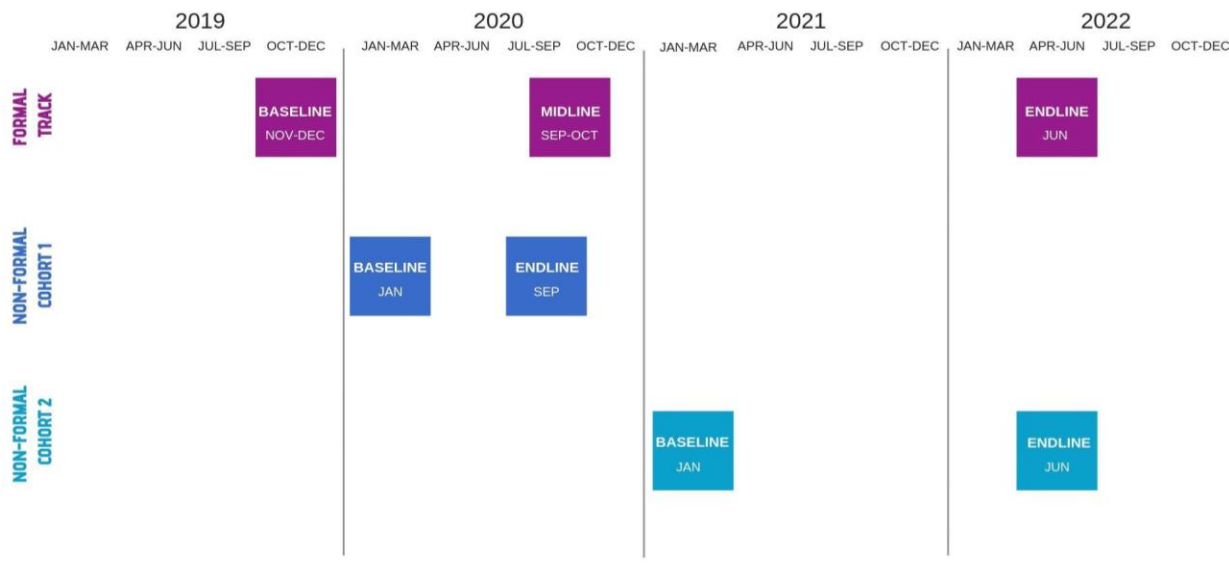 2019 2020 2021 2022
JAN-MAR APR-JUN JUL-SEP OCT-DEC JAN-MAR APR-JUN JUL-SEP OCT-DEC JAN-MAR APR-JUN JUL-SEP OCT-DEC JAN-MAR APR-JUN JUL-SEP OCT-DEC
FORMAL
TRACK
BASELINE
NOV-DEC
MIDLINE
SEP-OCT
ENDLINE
JUN
NON-FORMAL
COHORT 1
BASELINE
JAN
ENDLINE
SEP
NON-FORMAL
COHORT 2
BASELINE
JAN
ENDLINE
JUN